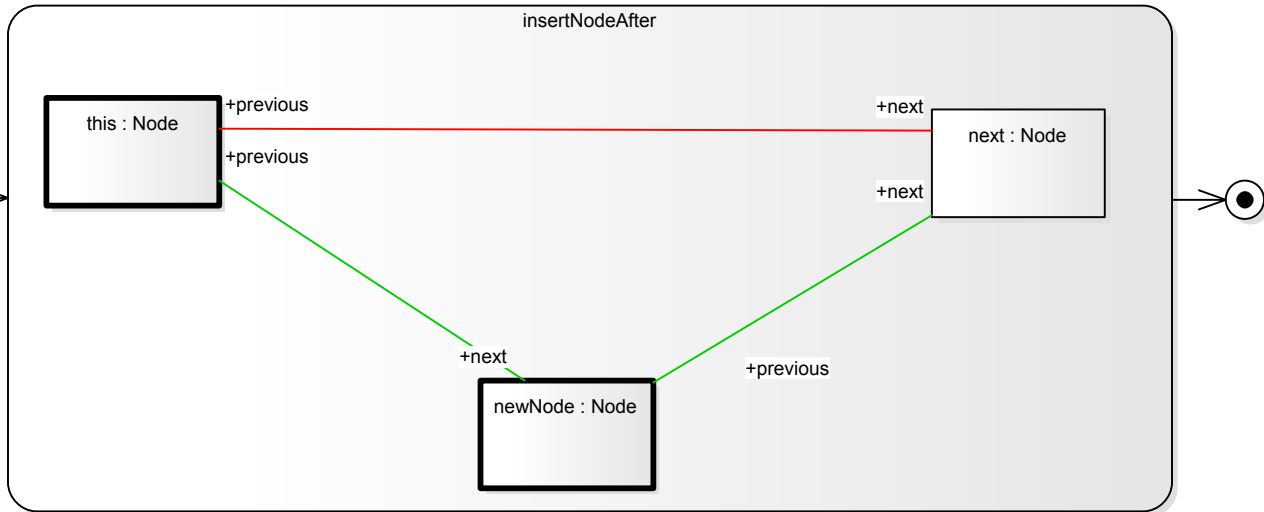 insertNodeAfter
+previous
+next
this : Node
next : Node
+previous
+next
+next
+previous
newNode : Node